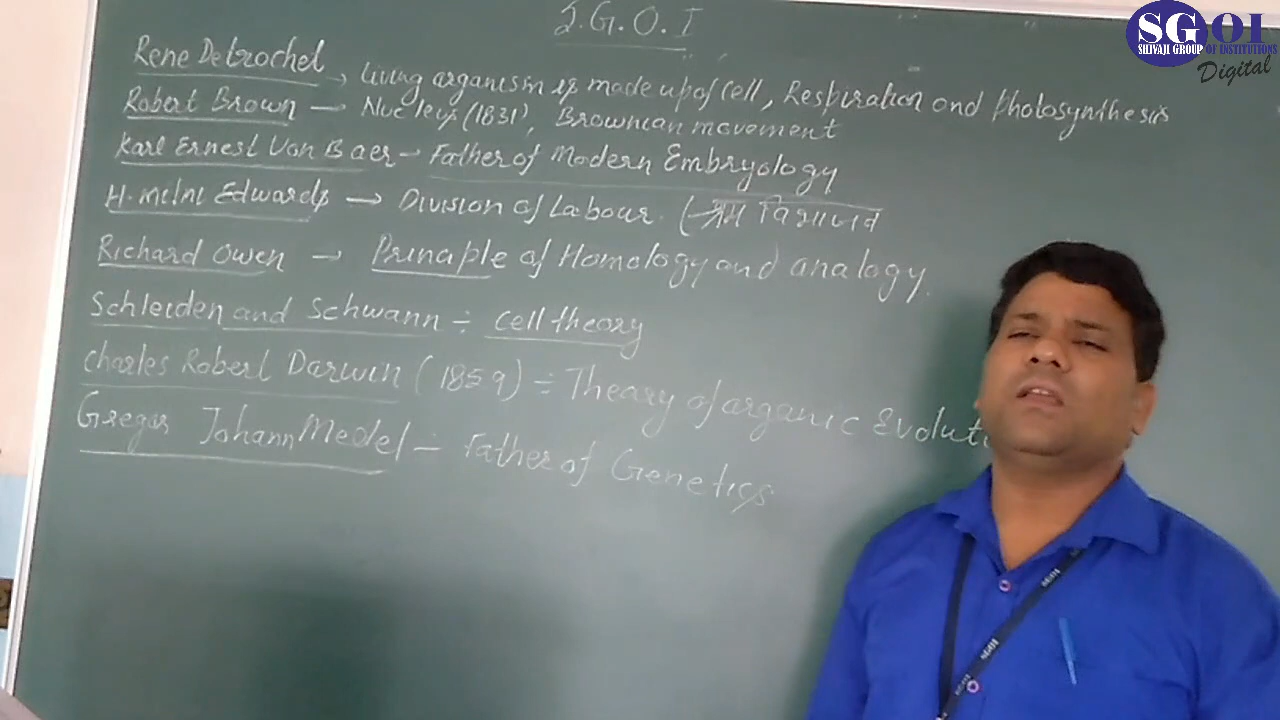 S.G.O.I
SGOI
SHIVAJI GROUP OF INSTITUTIONS
Digital
Rene Detrochet → living organism is made up of cell, Respiration and Photosynthesis
Robert Brown → Nucleus (1831), Brownian movement
Karl Ernest Von Baer - Father of Modern Embryology
H. Milne Edwards → Division of Labour. (श्रम विभाजन
Richard Owen → Principle of Homology and analogy.
Schleiden and Schwann ÷ cell theory
Charles Robert Darwin (1859) ÷ Theory of organic Evoluti
Gregor Johann Medel - Father of Genetics